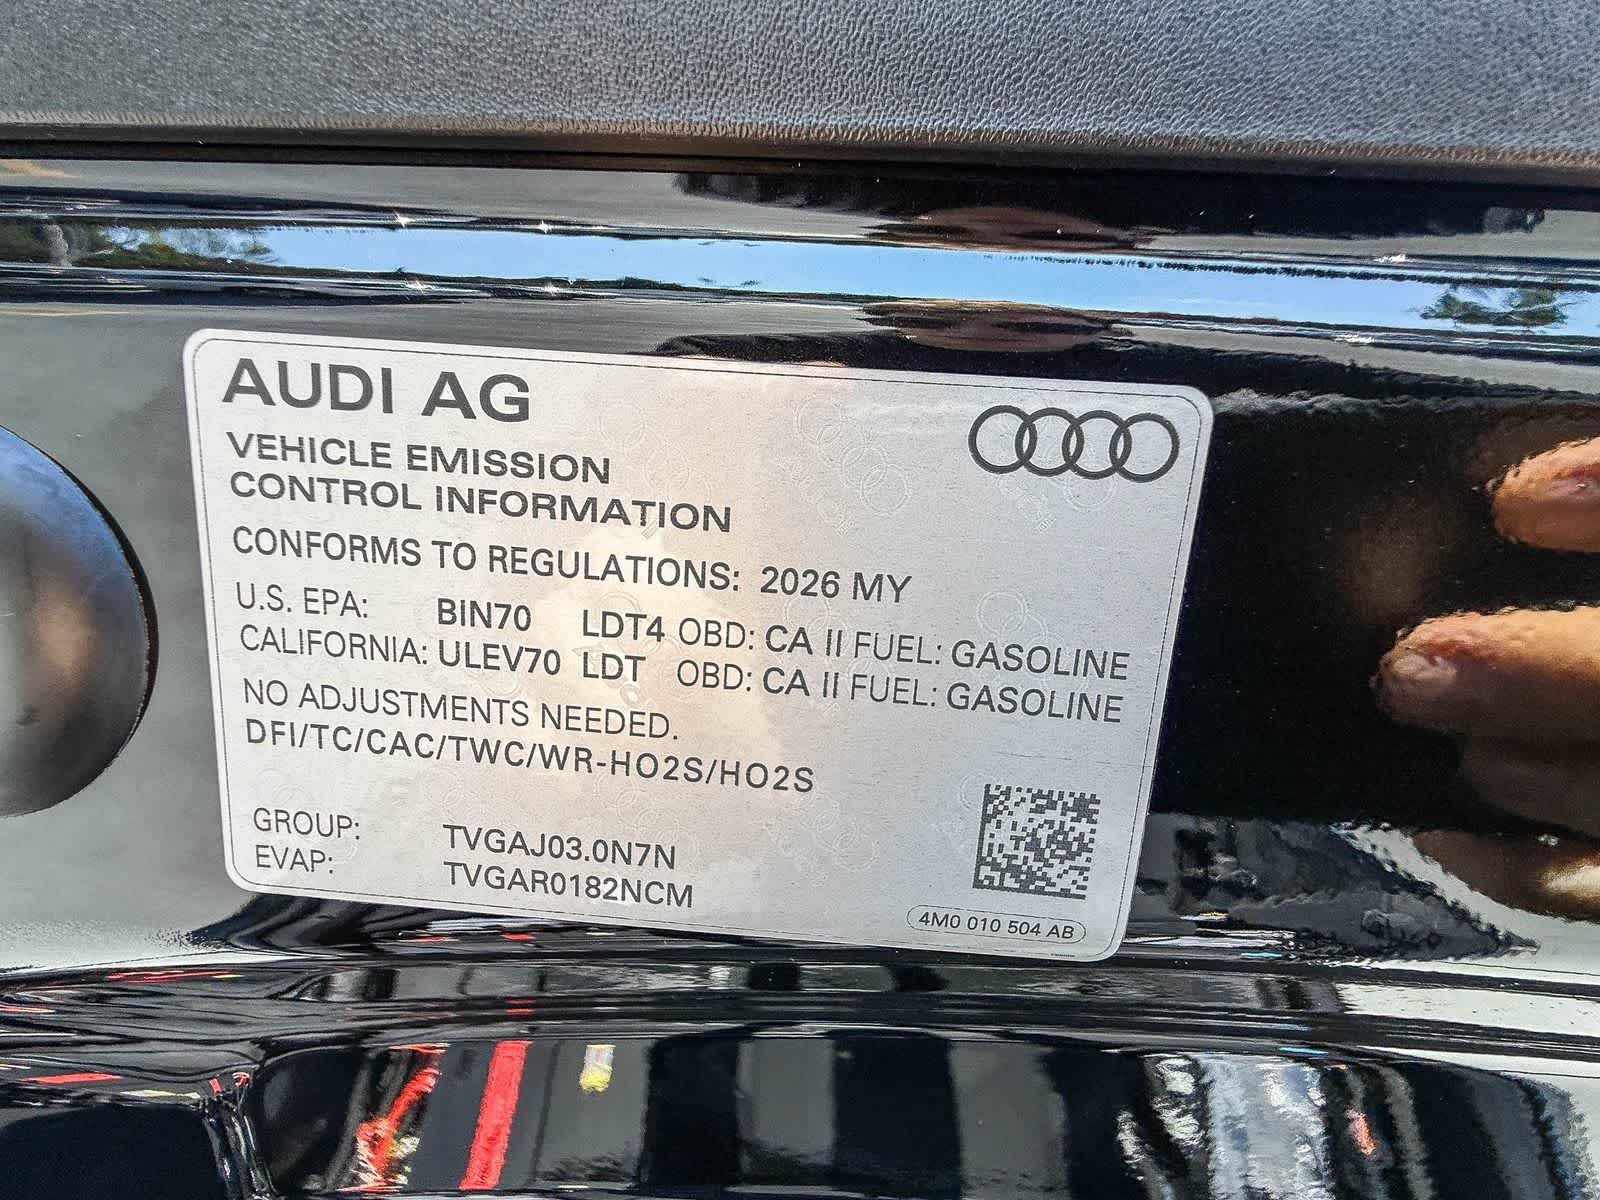 AUDI AG
VEHICLE EMISSION
CONTROL INFORMATION
CONFORMS TO REGULATIONS: 2026 MY
U.S. EPA: BIN70 LDT4 OBD: CA II FUEL: GASOLINE
CALIFORNIA: ULEV70 LDT OBD: CA II FUEL: GASOLINE
NO ADJUSTMENTS NEEDED.
DFI/TC/CAC/TWC/WR-HO2S/HO2S
GROUP: TVGAJ03.0N7N
EVAP: TVGAR0182NCM
4M0 010 504 AB